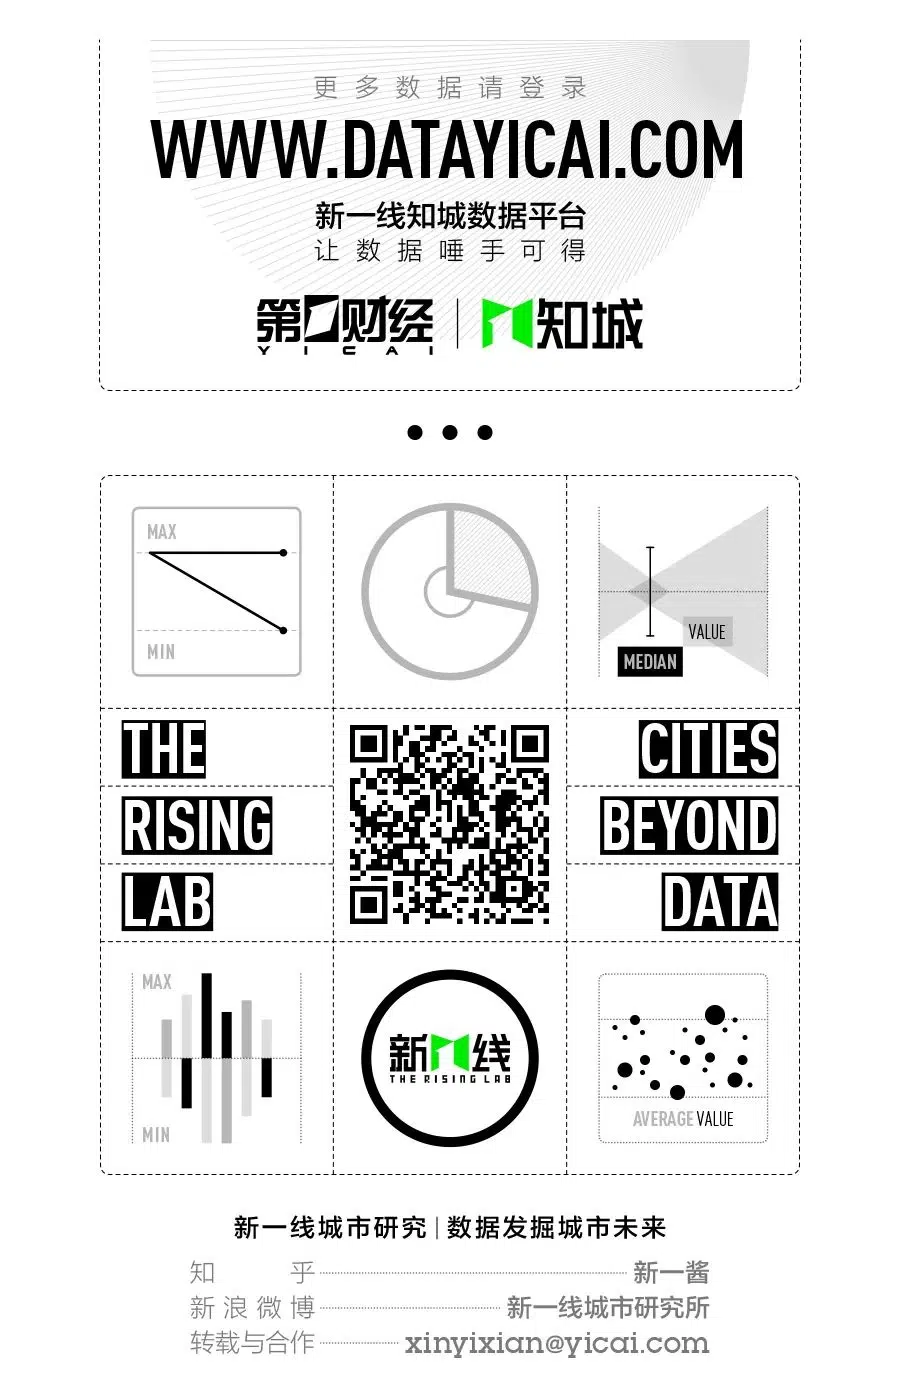 更多数据请登录
WWW.DATAYICAI.COM
新一线知城数据平台
让数据唾手可得
第一财经 知城
YICAI
MAX
MIN
VALUE
MEDIAN
THE
RISING
LAB
CITIES
BEYOND
DATA
MAX
MIN
新一线
THE RISING LAB
AVERAGE VALUE
新一线城市研究|数据发掘城市未来
知乎 新一酱
新浪微博 新一线城市研究所
转载与合作 xinyixian@yicai.com